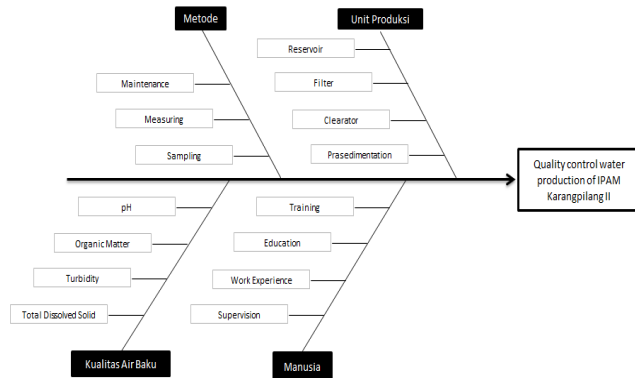 Metode
Unit Produksi
Reservoir
Maintenance
Filter
Measuring
Clearator
Sampling
Prasedimentation
Quality control water
production of IPAM
Karangpilang II
pH
Training
Organic Matter
Education
Turbidity
Work Experience
Total Dissolved Solid
Supervision
Kualitas Air Baku
Manusia